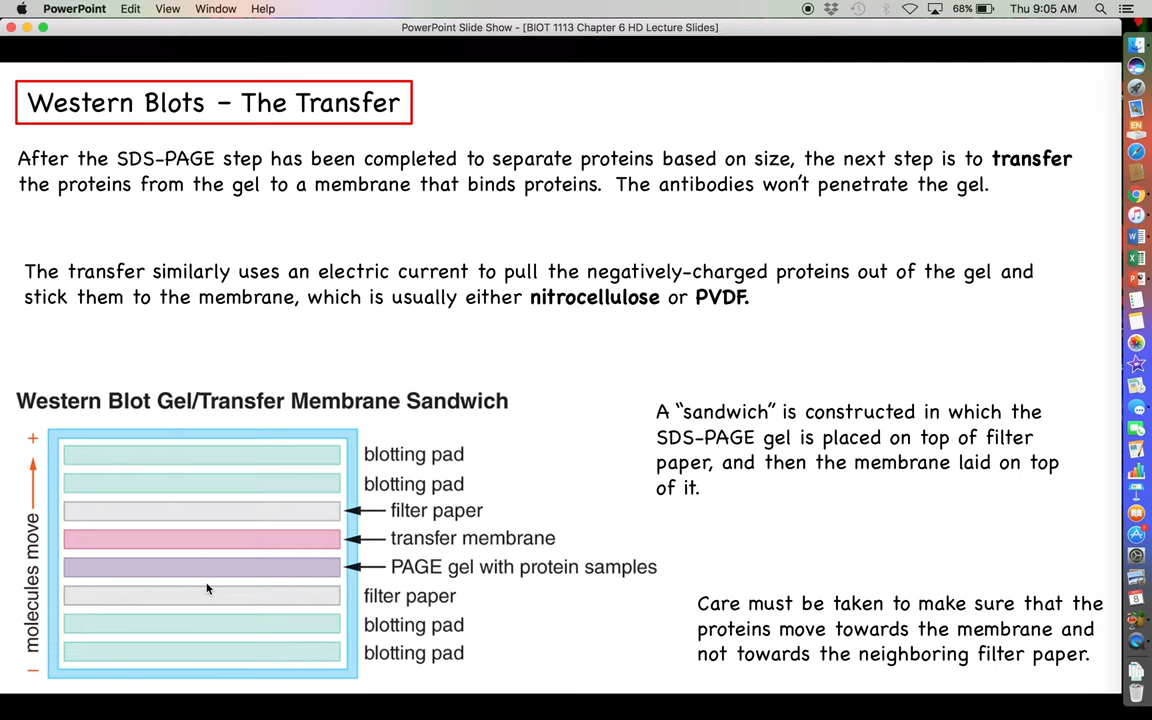 PowerPoint Edit View Window Help 68% Thu 9:05 AM
PowerPoint Slide Show - [BIOT 1113 Chapter 6 HD Lecture Slides]
Western Blots – The Transfer
After the SDS-PAGE step has been completed to separate proteins based on size, the next step is to transfer
the proteins from the gel to a membrane that binds proteins. The antibodies won't penetrate the gel.
The transfer similarly uses an electric current to pull the negatively-charged proteins out of the gel and
stick them to the membrane, which is usually either nitrocellulose or PVDF.
Western Blot Gel/Transfer Membrane Sandwich
+
molecules move
–
blotting pad
blotting pad
filter paper
transfer membrane
PAGE gel with protein samples
filter paper
blotting pad
blotting pad
A “sandwich” is constructed in which the
SDS-PAGE gel is placed on top of filter
paper, and then the membrane laid on top
of it.
Care must be taken to make sure that the
proteins move towards the membrane and
not towards the neighboring filter paper.
EN
8